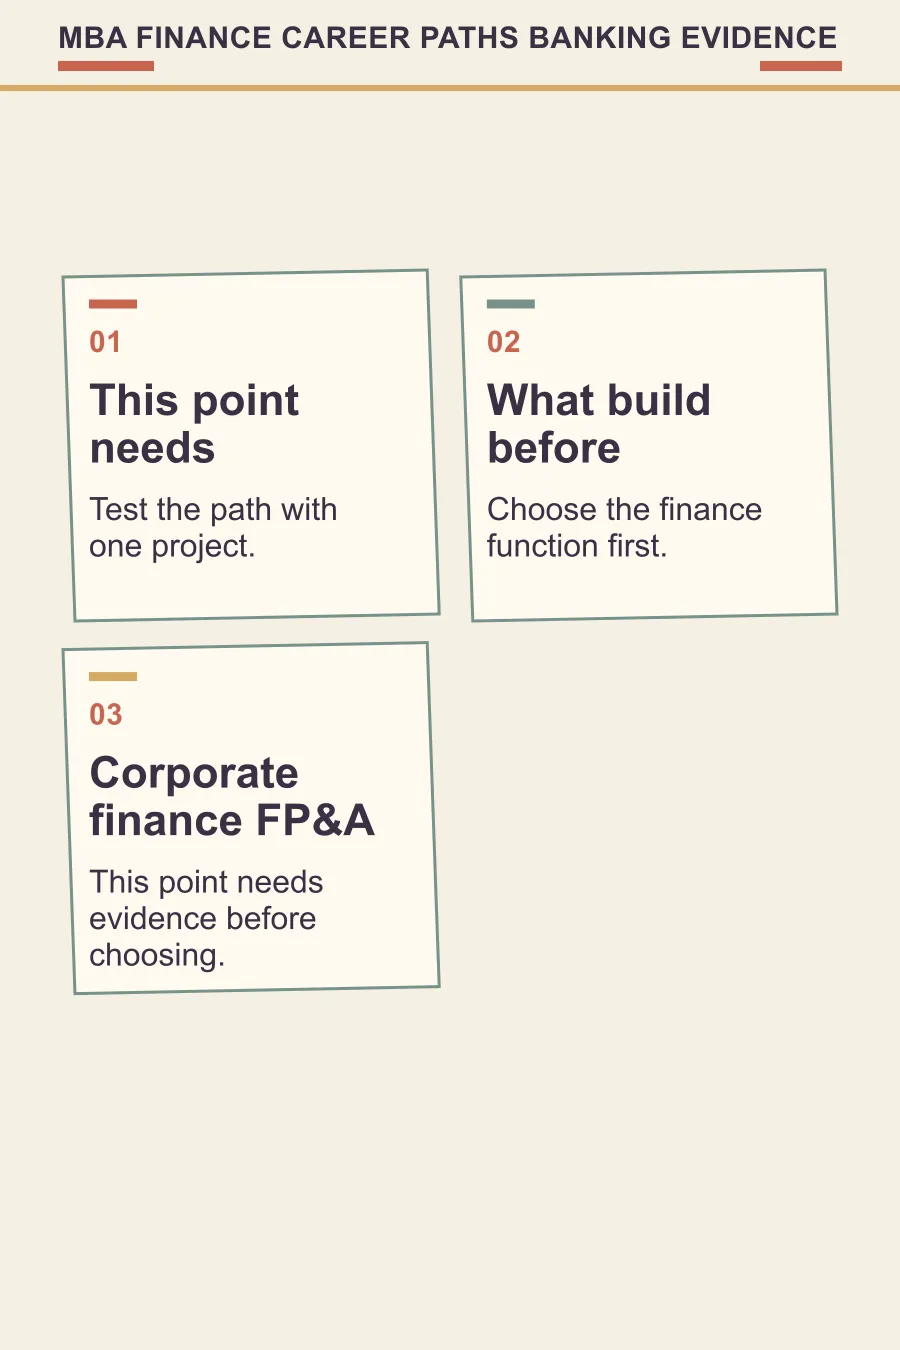 MBA FINANCE CAREER PATHS BANKING EVIDENCE
01
This point
needs
Test the path with
one project.
02
What build
before
Choose the finance
function first.
03
Corporate
finance FP&A
This point needs
evidence before
choosing.